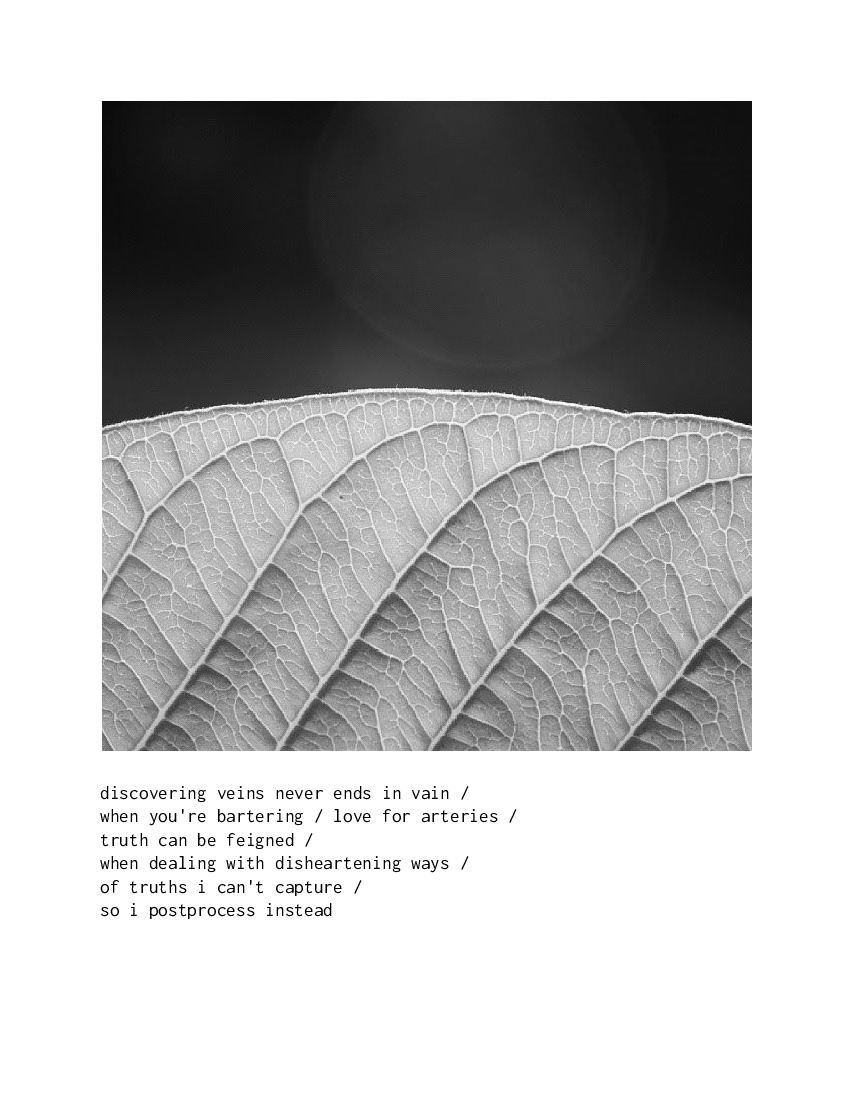 discovering veins never ends in vain /
when you're bartering / love for arteries /
truth can be feigned /
when dealing with disheartening ways /
of truths i can't capture /
so i postprocess instead